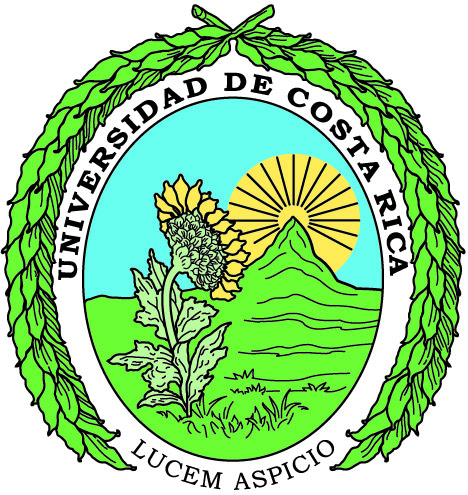 UNIVERSIDAD DE COSTA RICA
LUCEM ASPICIO